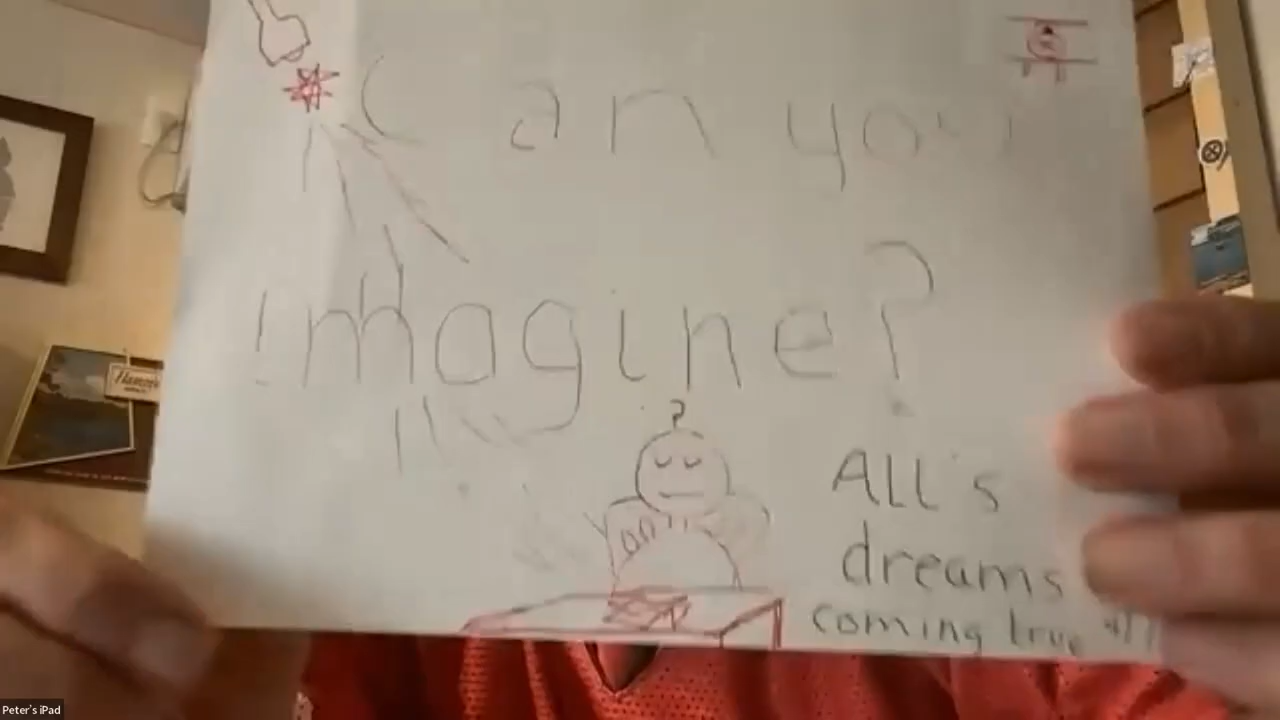 Can you
imagine?
?
All's
dreams
coming true
Peter's iPad